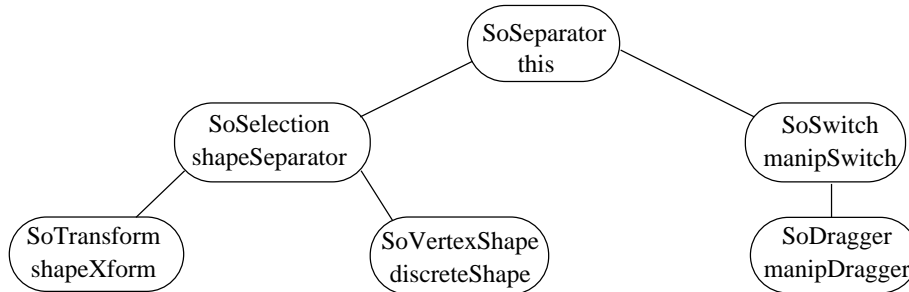 SoSeparator
this
SoSelection
shapeSeparator
SoSwitch
manipSwitch
SoTransform
shapeXform
SoVertexShape
discreteShape
SoDragger
manipDragger